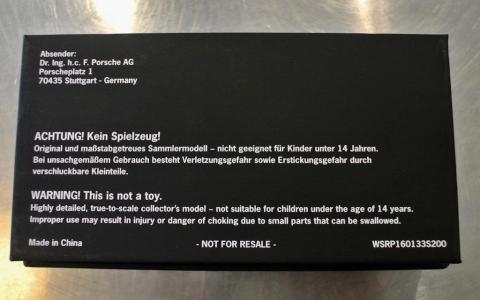 Absender:
Dr. Ing. h.c. F. Porsche AG
Porscheplatz 1
70435 Stuttgart - Germany
ACHTUNG! Kein Spielzeug!
Original und maßstabgetreues Sammlermodell – nicht geeignet für Kinder unter 14 Jahren.
Bei unsachgemäßem Gebrauch besteht Verletzungsgefahr sowie Erstickungsgefahr durch
verschluckbare Kleinteile.
WARNING! This is not a toy.
Highly detailed, true-to-scale collector's model – not suitable for children under the age of 14 years.
Improper use may result in injury or danger of choking due to small parts that can be swallowed.
Made in China - NOT FOR RESALE - WSRP160133S200